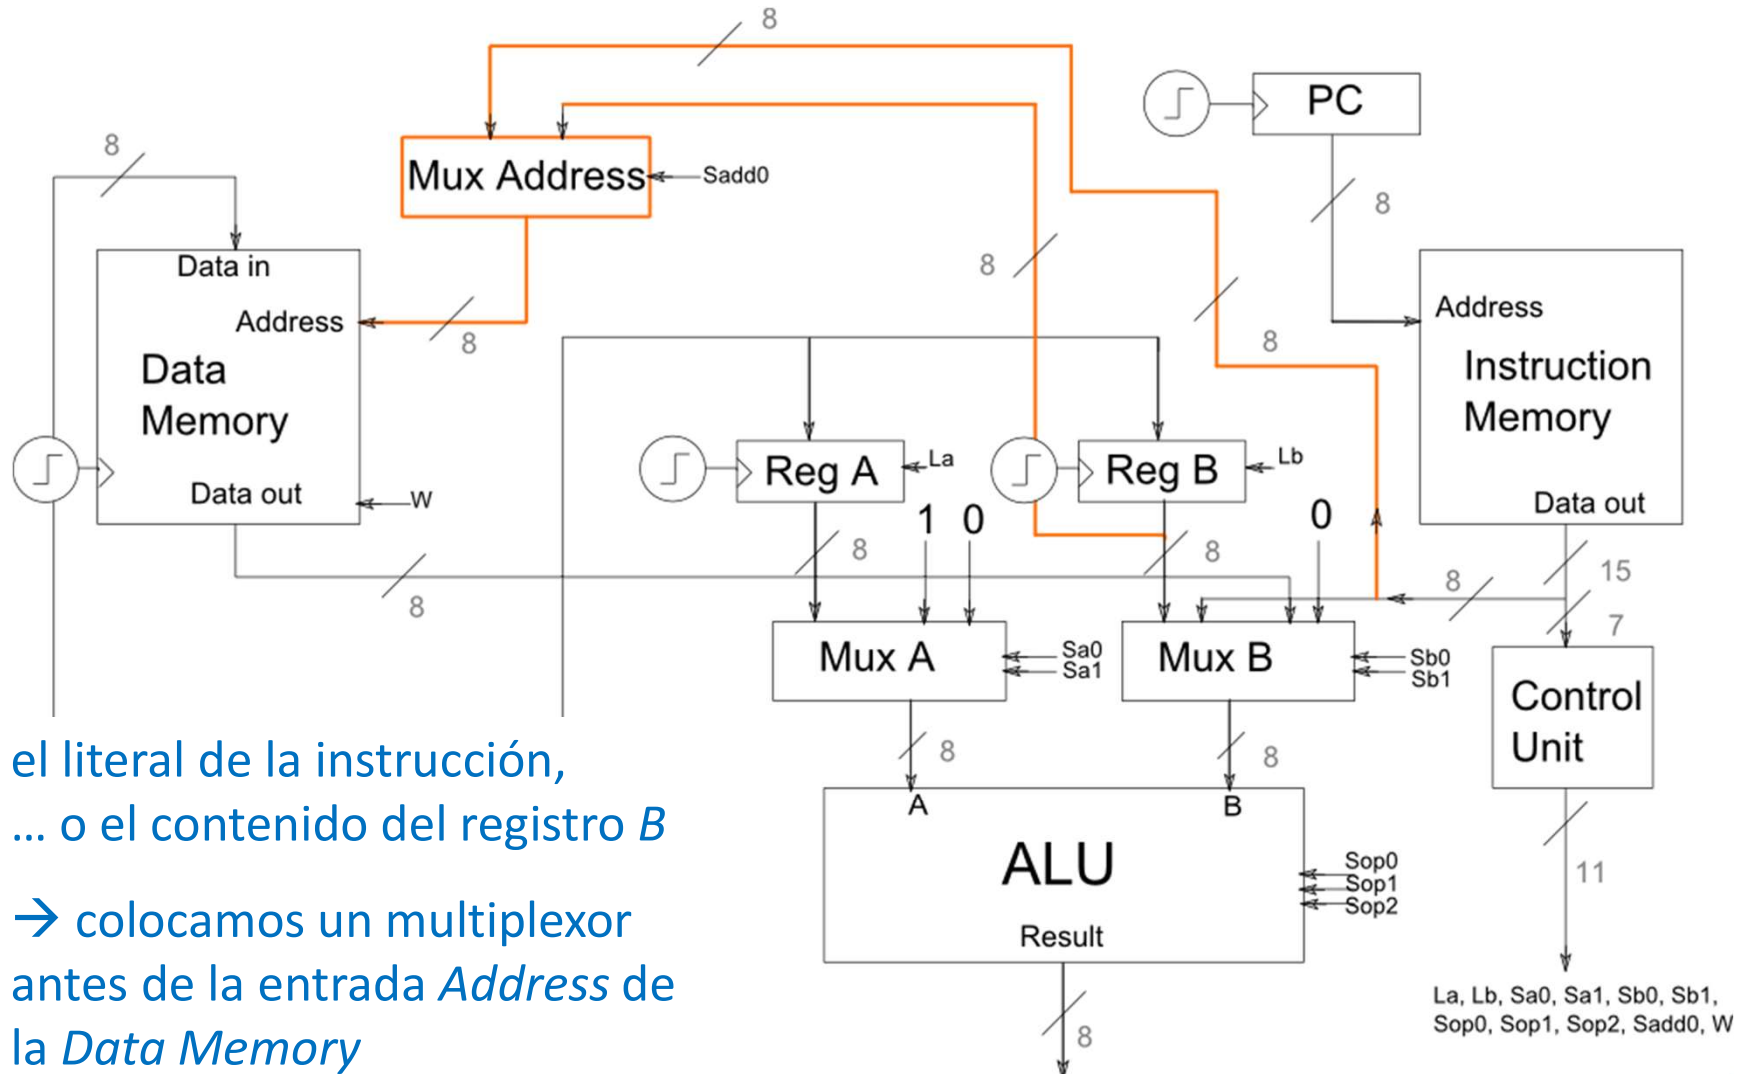 8
PC
8
Mux Address
Sadd0
8
8
Data in
Address
8
8
8
Address
Data
Memory
Instruction
Memory
Reg A
La
Reg B
Lb
Data out
W
1 0
0
Data out
8
8
8
8
15
7
Mux A
Sa0
Sa1
Mux B
Sb0
Sb1
Control
Unit
8
8
el literal de la instrucción,
… o el contenido del registro B
A
B
ALU
Sop0
Sop1
Sop2
11
Result
→ colocamos un multiplexor
antes de la entrada Address de
la Data Memory
8
La, Lb, Sa0, Sa1, Sb0, Sb1,
Sop0, Sop1, Sop2, Sadd0, W